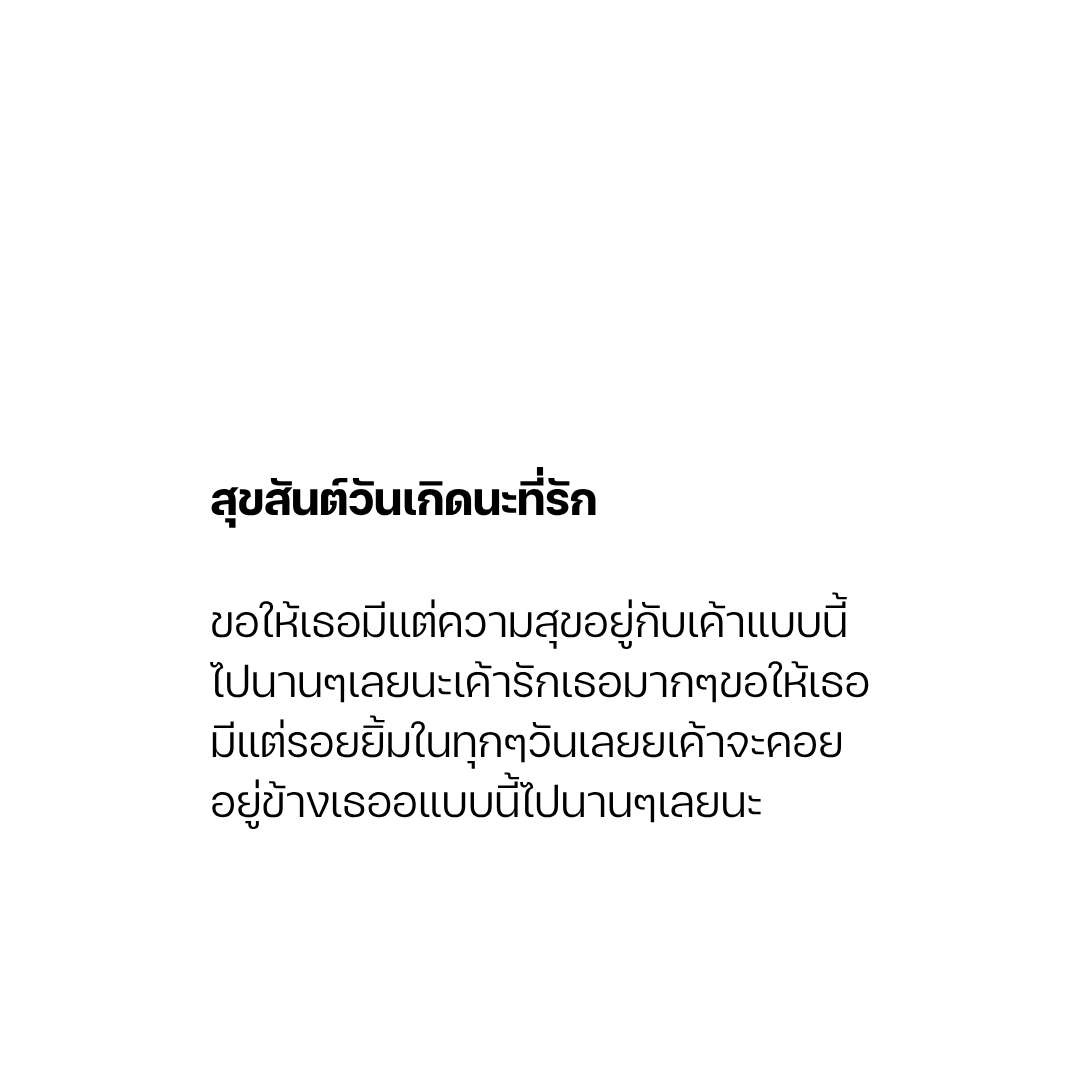 สุขสันต์วันเกิดนะที่รัก
ขอให้เธอมีแต่ความสุขอยู่กับเค้าแบบนี้
ไปนานๆเลยนะเค้ารักเธอมากๆขอให้เธอ
มีแต่รอยยิ้มในทุกๆวันเลยยเค้าจะคอย
อยู่ข้างเธออแบบนี้ไปนานๆเลยนะ